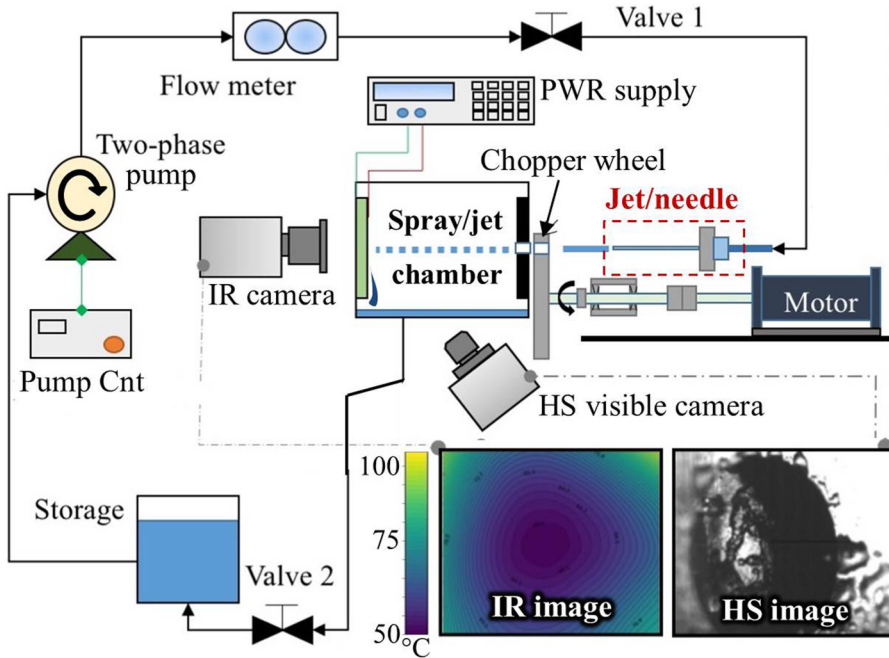 Valve 1
Flow meter
PWR supply
Two-phase
pump
Chopper wheel
Jet/needle
Spray/jet
chamber
IR camera
Motor
Pump Cnt
HS visible camera
100
75
50
°C
Storage
Valve 2
IR image
HS image